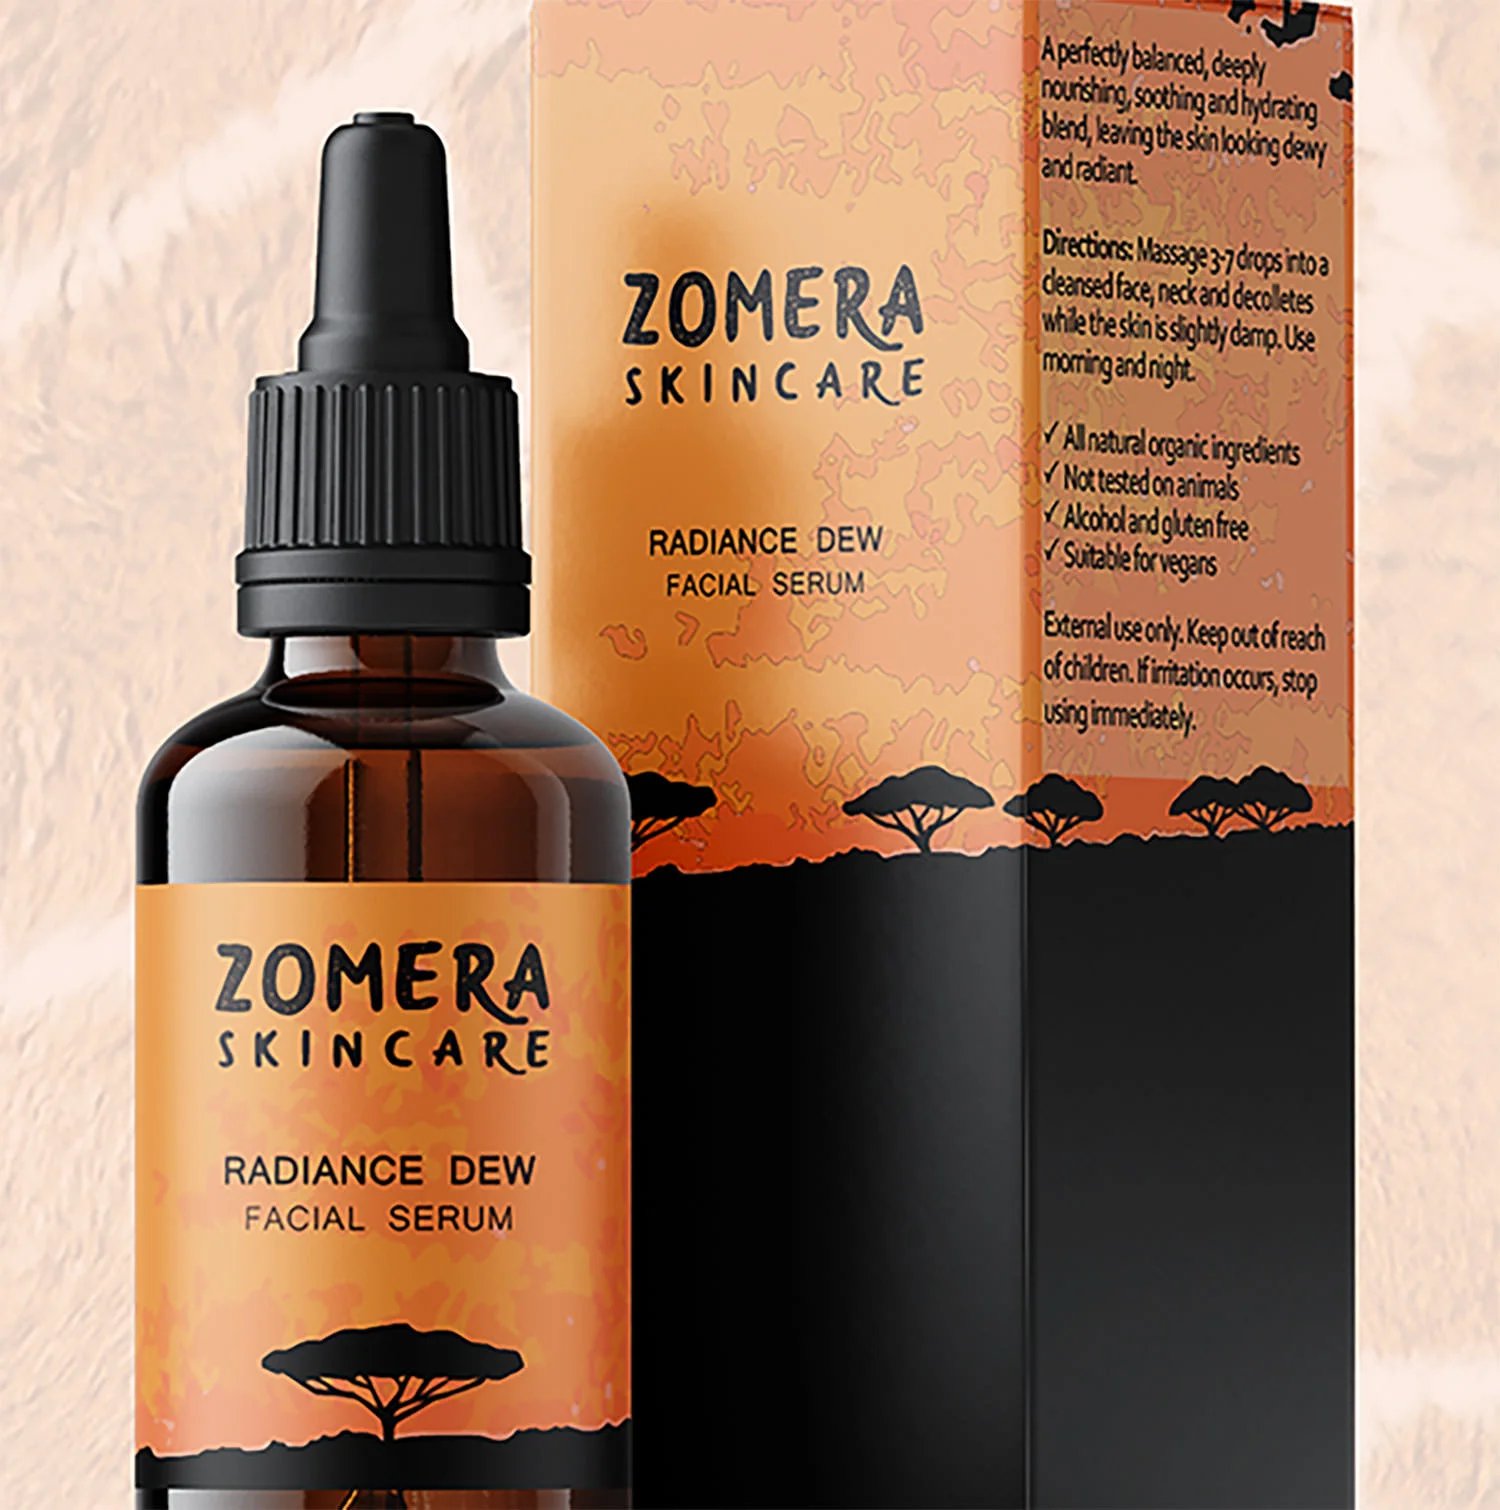 ZOMERA
SKINCARE
RADIANCE DEW
FACIAL SERUM
A perfectly balanced, deeply
nourishing, soothing and hydrating
blend, leaving the skin looking dewy
and radiant.
Directions: Massage 3-7 drops into a
cleansed face, neck and decolletes
while the skin is slightly damp. Use
morning and night.
✓ All natural organic ingredients
✓ Not tested on animals
✓ Alcohol and gluten free
✓ Suitable for vegans
External use only. Keep out of reach
of children. If irritation occurs, stop
using immediately.
ZOMERA
SKINCARE
RADIANCE DEW
FACIAL SERUM